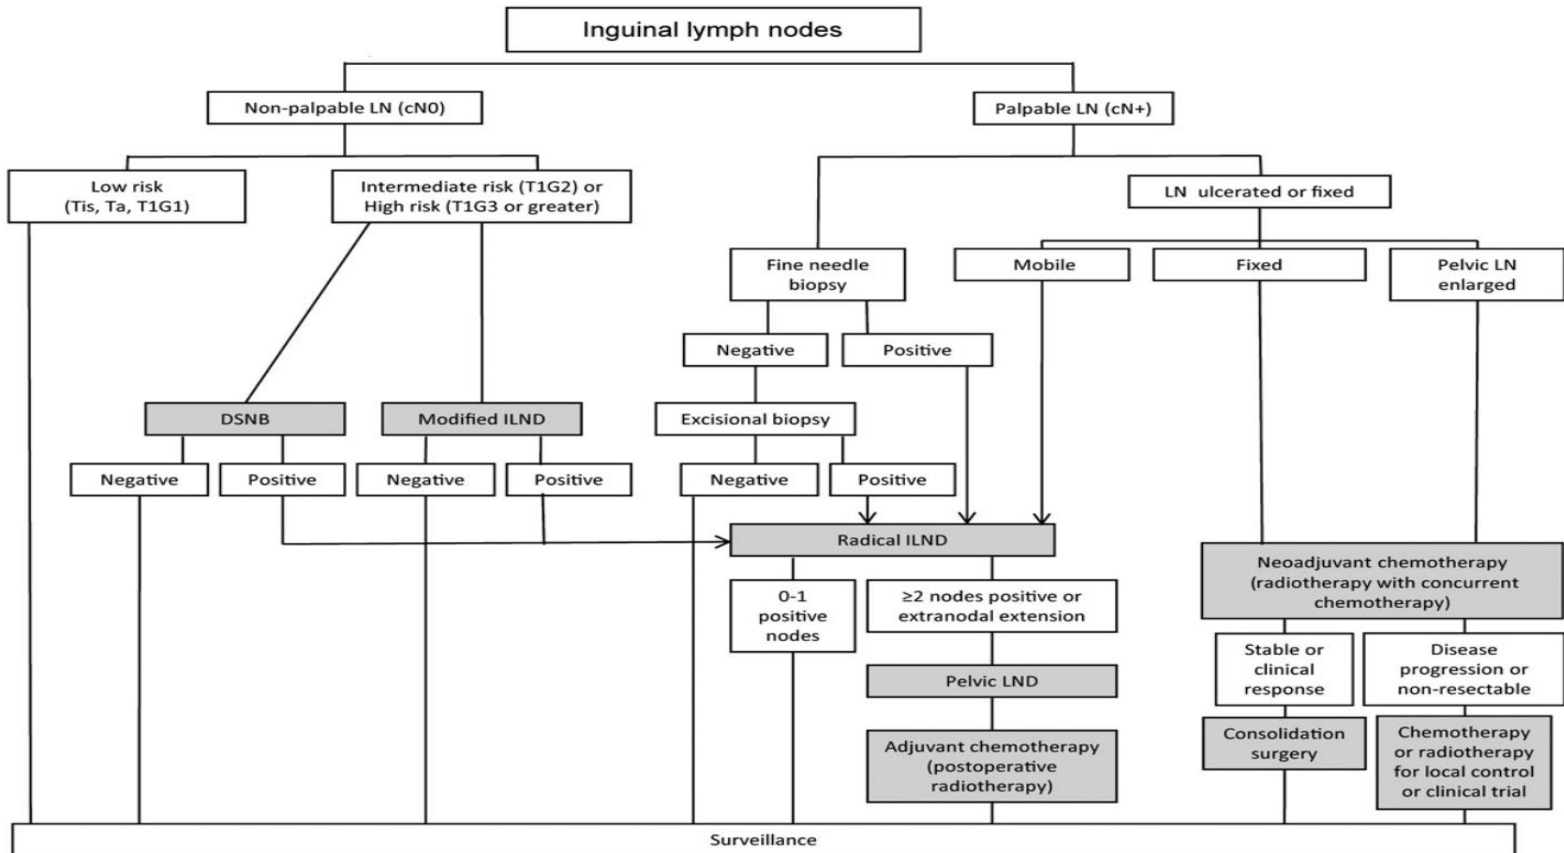 Inguinal lymph nodes
Non-palpable LN (cN0)
Palpable LN (cN+)
Low risk
(Tis, Ta, T1G1)
Intermediate risk (T1G2) or
High risk (T1G3 or greater)
LN ulcerated or fixed
Fine needle
biopsy
Mobile
Fixed
Pelvic LN
enlarged
Negative
Positive
DSNB
Modified ILND
Excisional biopsy
Negative
Positive
Negative
Positive
Negative
Positive
Radical ILND
Neoadjuvant chemotherapy
(radiotherapy with concurrent
chemotherapy)
0-1
positive
nodes
≥2 nodes positive or
extranodal extension
Stable or
clinical
response
Disease
progression or
non-resectable
Pelvic LND
Adjuvant chemotherapy
(postoperative
radiotherapy)
Consolidation
surgery
Chemotherapy
or radiotherapy
for local control
or clinical trial
Surveillance